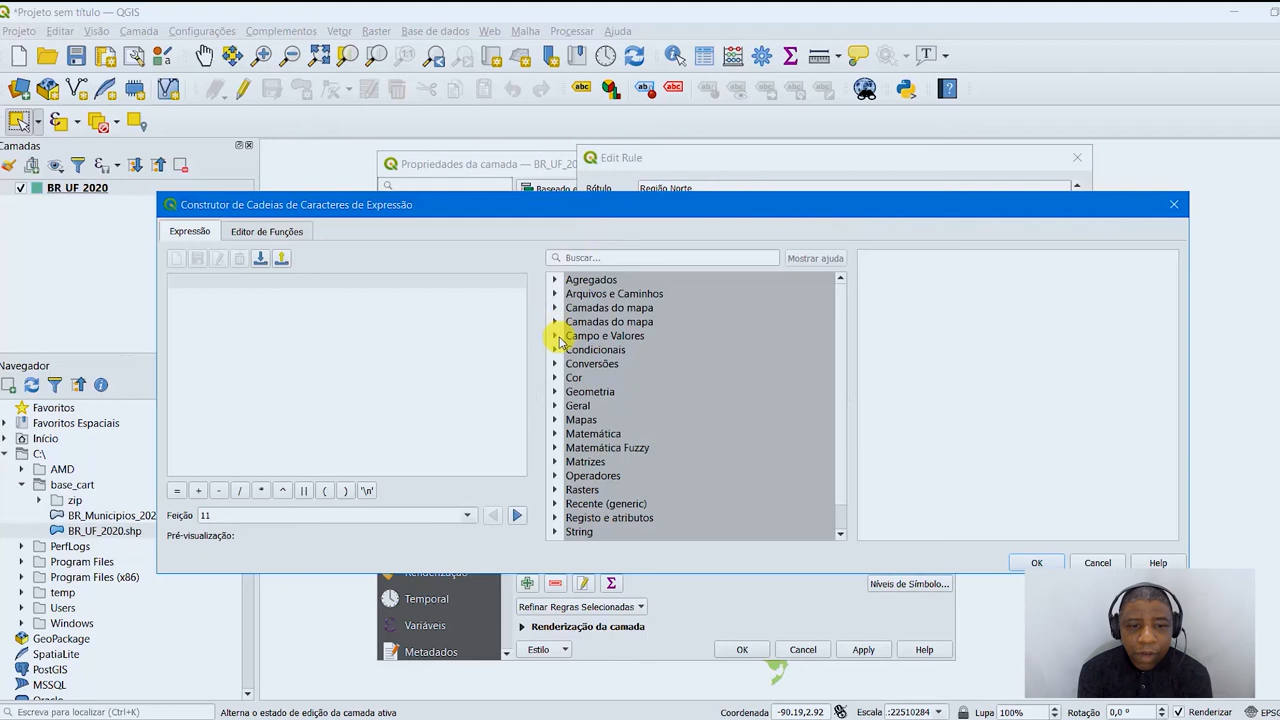 *Projeto sem título — QGIS
Projeto Editar Visão Camada Configurações Complementos Vetor Raster Base de dados Web Malha Processar Ajuda
Camadas
BR_UF_2020
Propriedades da camada — BR_UF_20
Edit Rule
Baseado e
Rótulo Região Norte
Construtor de Cadeias de Caracteres de Expressão
Expressão Editor de Funções
Buscar...
Mostrar ajuda
Agregados
Arquivos e Caminhos
Camadas do mapa
Camadas do mapa
Campo e Valores
Condicionais
Conversões
Cor
Geometria
Geral
Mapas
Matemática
Matemática Fuzzy
Matrizes
Operadores
Rasters
Recente (generic)
Registo e atributos
String
= + - / * ^ || ( ) '\n'
Feição 11
Pré-visualização:
OK Cancel Help
Navegador
Favoritos
Favoritos Espaciais
Início
C:\
AMD
base_cart
zip
BR_Municipios_202
BR_UF_2020.shp
PerfLogs
Program Files
Program Files (x86)
temp
Users
Windows
GeoPackage
SpatiaLite
PostGIS
MSSQL
Oracle
Renderização
Temporal
Variáveis
Metadados
Níveis de Símbolo...
Refinar Regras Selecionadas
Renderização da camada
Estilo OK Cancel Apply Help
Escreva para localizar (Ctrl+K) Alterna o estado de edição da camada ativa Coordenada -90.19,2.92 Escala :22510284 Lupa 100% Rotação 0,0 ° Renderizar EPSG